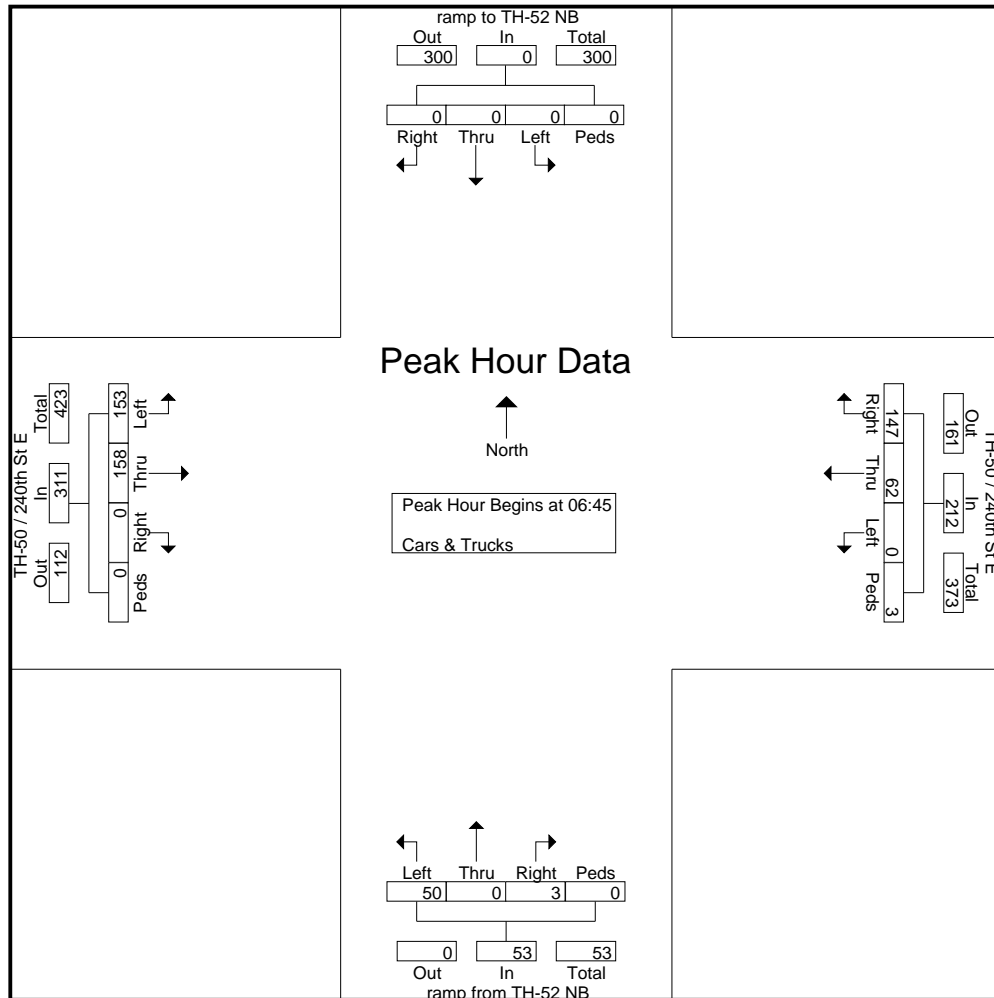 ramp to TH-52 NB
Out In Total
300 0 300
0 0 0 0
Right Thru Left Peds
Peak Hour Data
North
Peak Hour Begins at 06:45
Cars & Trucks
TH-50 / 240th St E
Out In Total
112 311 423
0 0 158 153
Peds Right Thru Left
TH-50 / 240th St E
Out In Total
161 212 373
147 62 0 3
Right Thru Left Peds
Left Thru Right Peds
50 0 3 0
0 53 53
Out In Total
ramp from TH-52 NB